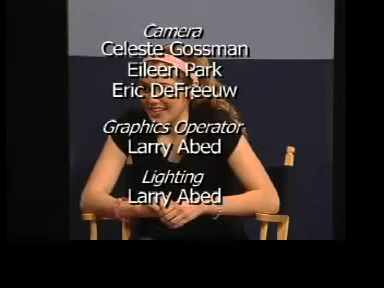 Camera
Celeste Gossman
Eileen Park
Eric DeFreeuw
Graphics Operator
Larry Abed
Lighting
Larry Abed